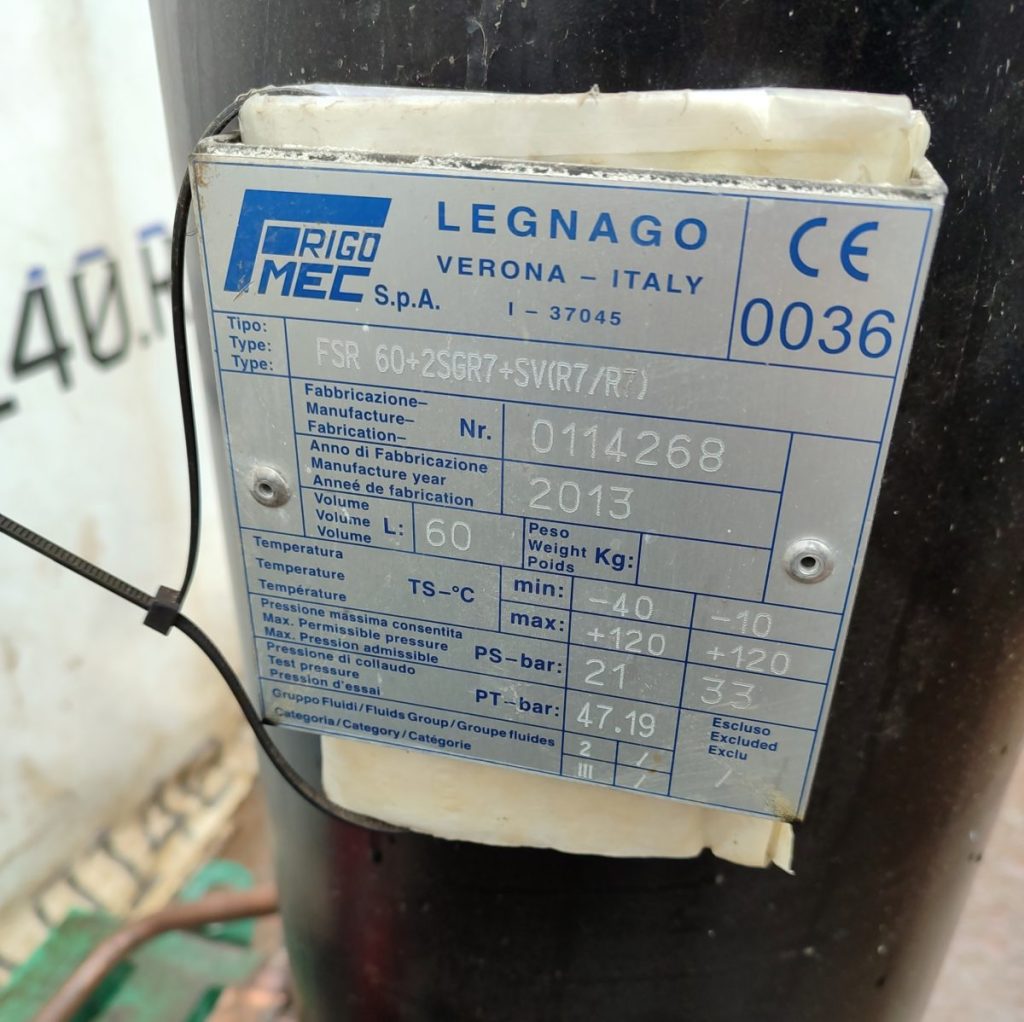 FRIGO
MEC S.p.A.
LEGNAGO
VERONA – ITALY
I – 37045
CE
0036
Tipo:
Type:
Type:
FSR 60+2SGR7+SV(R7/R7)
Fabbricazione–
Manufacture–
Fabrication–
Nr.
0114268
Anno di Fabbricazione
Manufacture year
Anneé de fabrication
2013
Volume
Volume
Volume
L:
60
Peso
Weight
Poids
Kg:
Temperatura
Temperature
Température
TS–°C
min: –40 –10
max: +120 +120
Pressione massima consentita
Max. Permissible pressure
Max. Pression admissible
PS–bar: 21 33
Pressione di collaudo
Test pressure
Pression d'essai
PT–bar: 47.19
Gruppo Fluidi/Fluids Group/Groupe fluides
2 /
Categoria/Category/Catégorie
III /
Escluso
Excluded
Exclu
/
40.